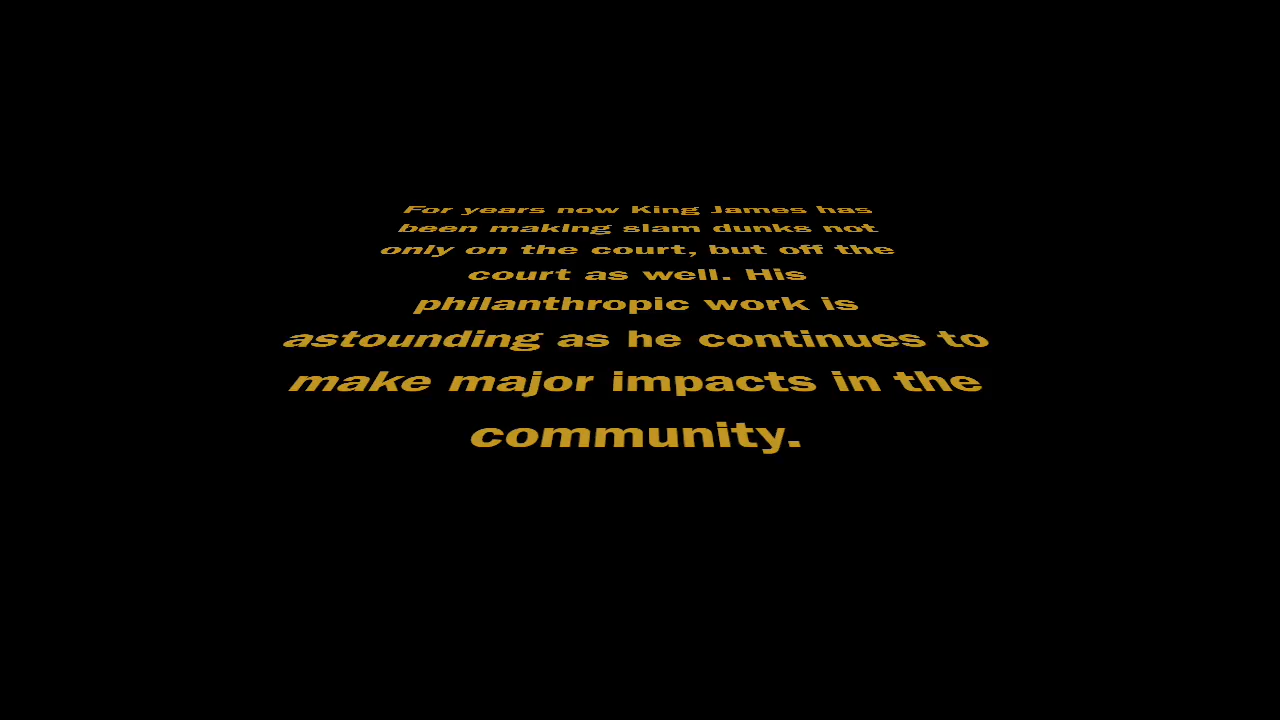 For years now King James has
been making slam dunks not
only on the court, but off the
court as well. His
philanthropic work is
astounding as he continues to
make major impacts in the
community.